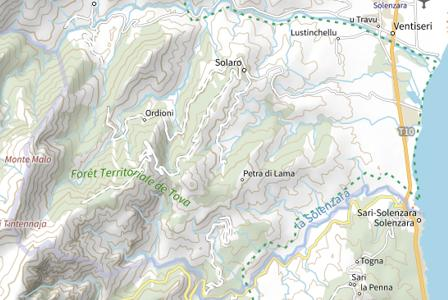 Solenzara
u Travu
Ventiseri
Lustinchellu
Solaro
Ordioni
T10
Monte Malo
Forêt Territoriale de Tova
Petra di Lama
i Tintennaja
la Solenzara
Sari-Solenzara
Solenzara
Togna
Sari
la Penna